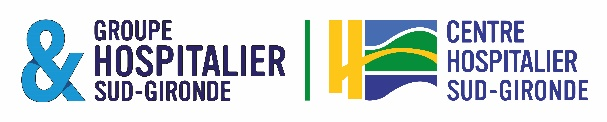 &
GROUPE
HOSPITALIER
SUD-GIRONDE
H
CENTRE
HOSPITALIER
SUD-GIRONDE